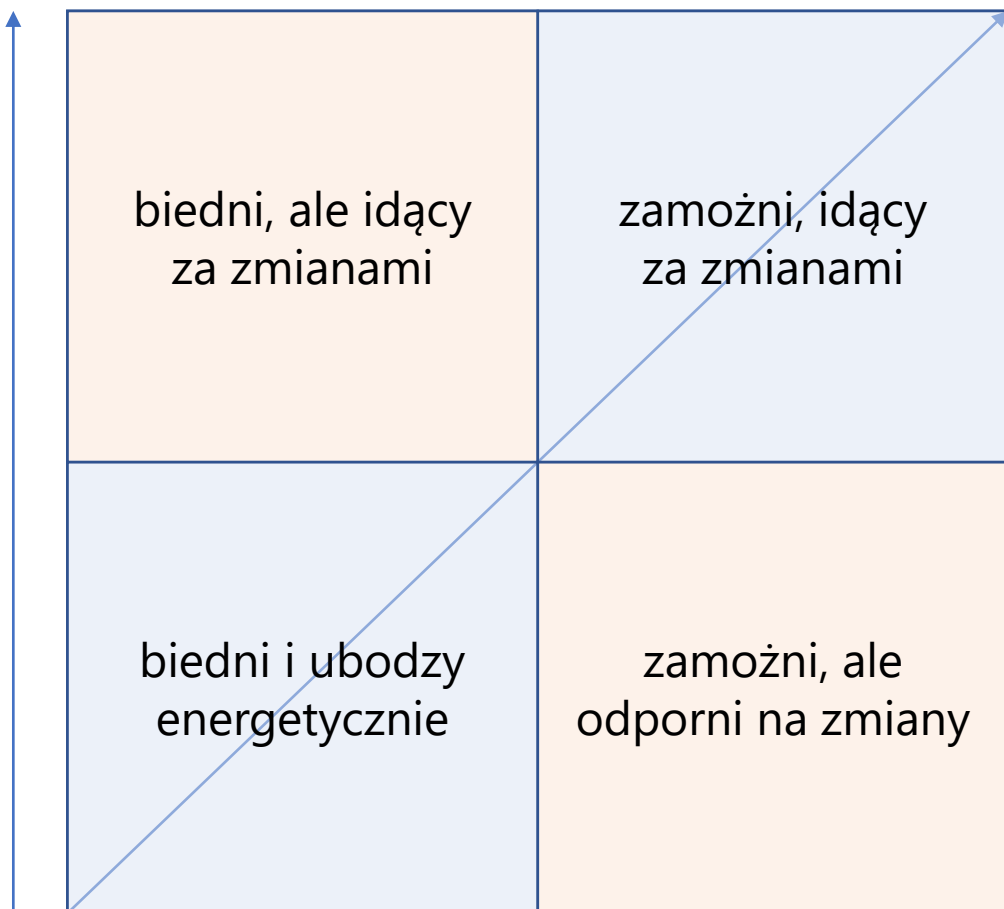 biedni, ale idący
za zmianami
zamożni, idący
za zmianami
biedni i ubodzy
energetycznie
zamożni, ale
odporni na zmiany